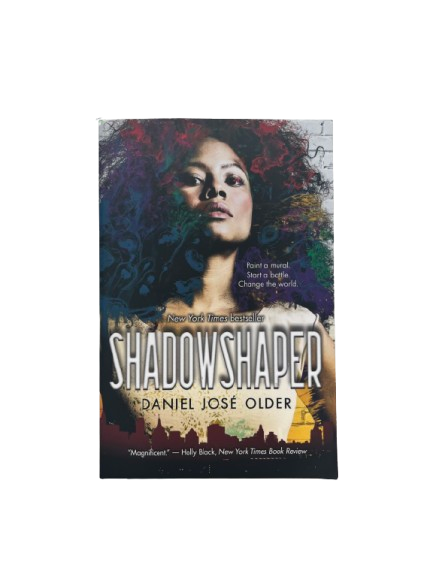 Paint a mural.
Start a battle.
Change the world.
New York Times bestseller
SHADOWSHAPER
DANIEL JOSÉ OLDER
"Magnificent." — Holly Black, New York Times Book Review